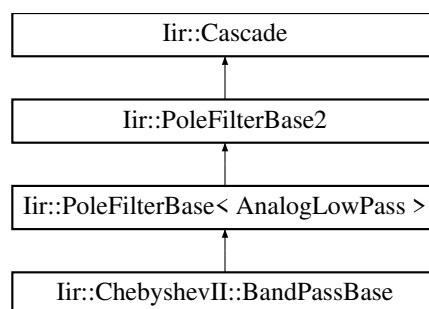 Iir::Cascade
Iir::PoleFilterBase2
Iir::PoleFilterBase< AnalogLowPass >
Iir::ChebyshevII::BandPassBase